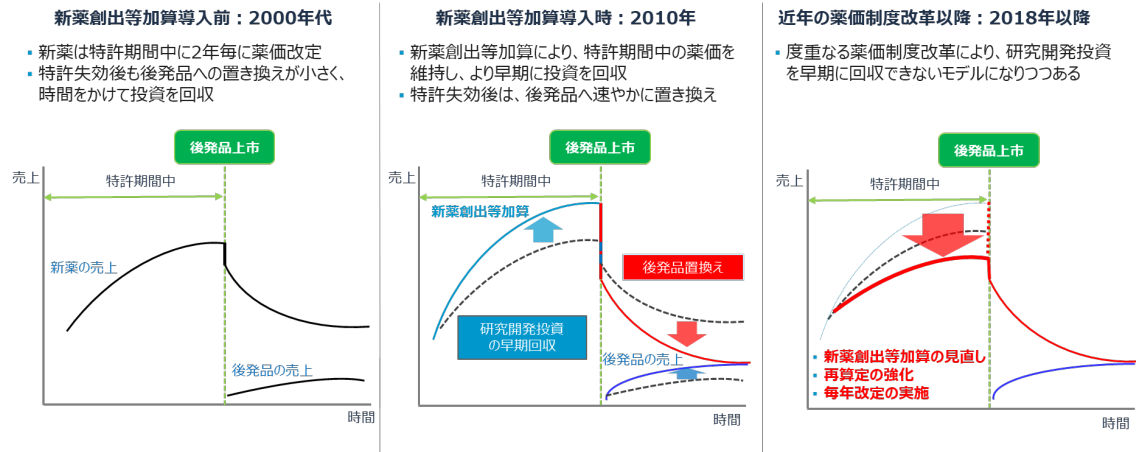 新薬創出等加算導入前：2000年代
新薬は特許期間中に2年毎に薬価改定
特許失効後も後発品への置き換えが小さく、
時間をかけて投資を回収
後発品上市
売上
特許期間中
新薬の売上
後発品の売上
時間
新薬創出等加算導入時：2010年
新薬創出等加算により、特許期間中の薬価を
維持し、より早期に投資を回収
特許失効後は、後発品へ速やかに置き換え
後発品上市
売上
特許期間中
新薬創出等加算
後発品置換え
研究開発投資
の早期回収
後発品の売上
時間
近年の薬価制度改革以降：2018年以降
度重なる薬価制度改革により、研究開発投資
を早期に回収できないモデルになりつつある
後発品上市
売上
特許期間中
新薬創出等加算の見直し
再算定の強化
毎年改定の実施
時間